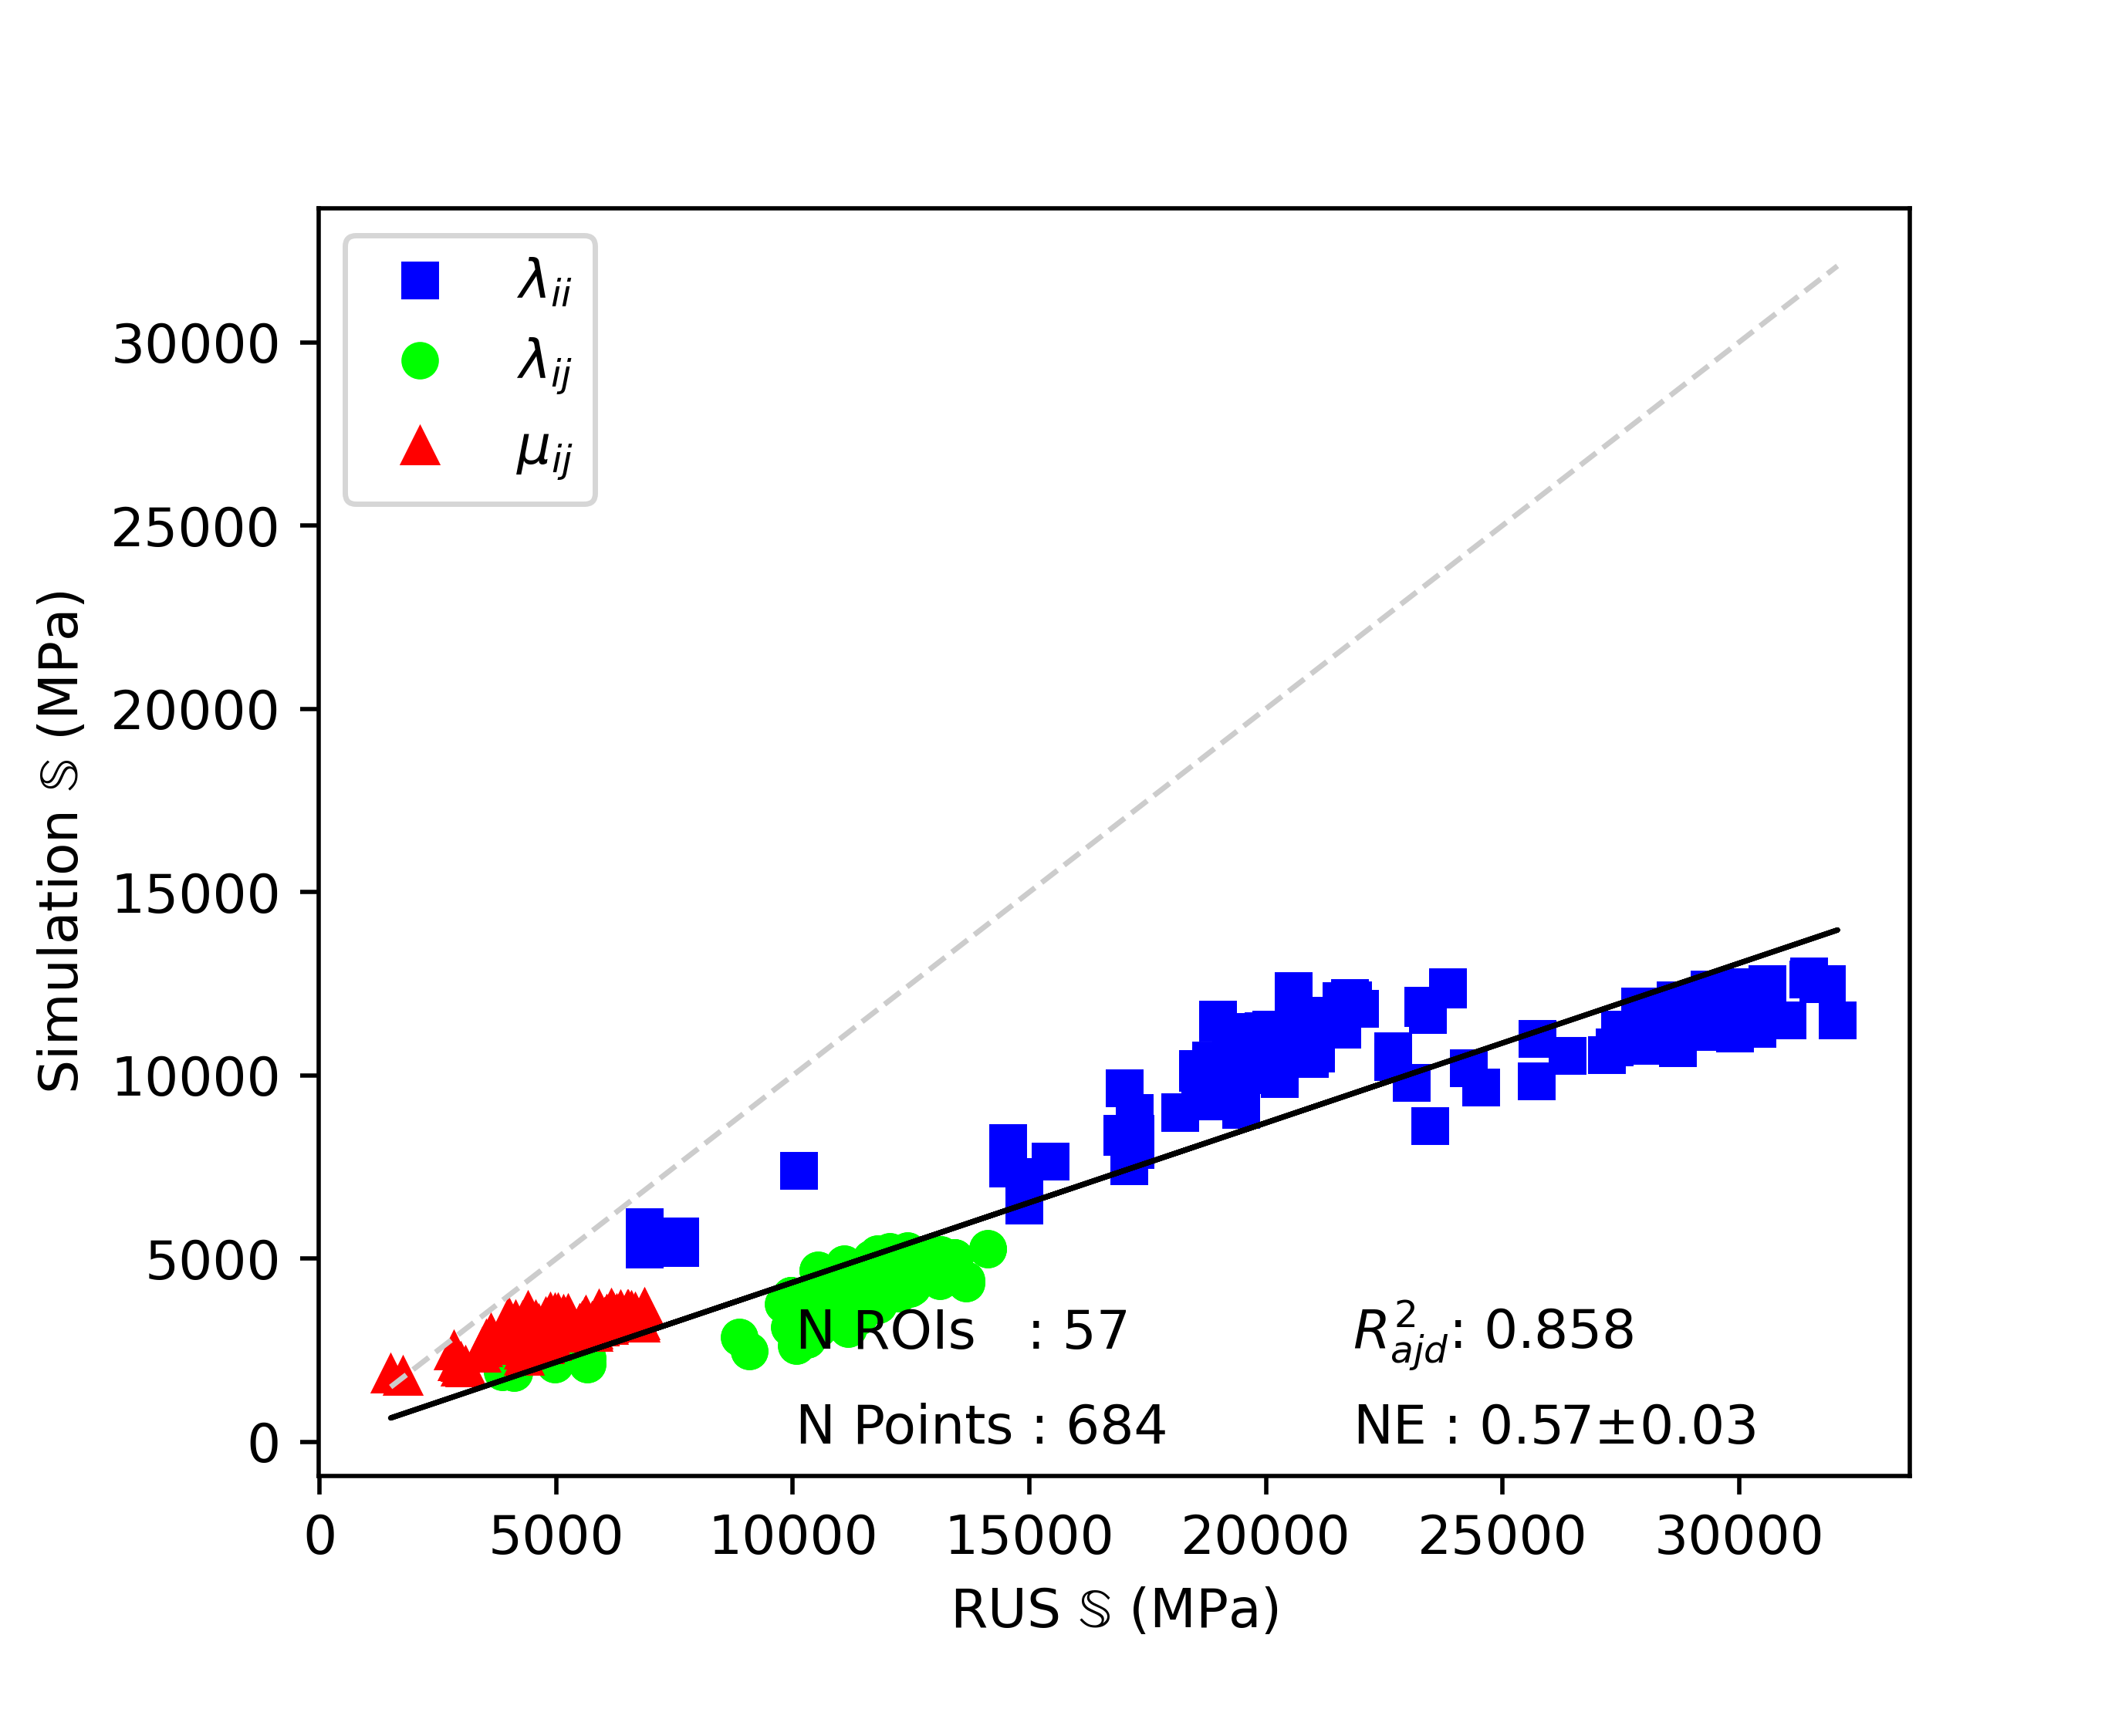 λii
λij
μij
30000
25000
20000
15000
10000
5000
0
Simulation 𝕊 (MPa)
N ROIs : 57
R²ajd: 0.858
N Points : 684
NE : 0.57±0.03
0 5000 10000 15000 20000 25000 30000
RUS 𝕊 (MPa)